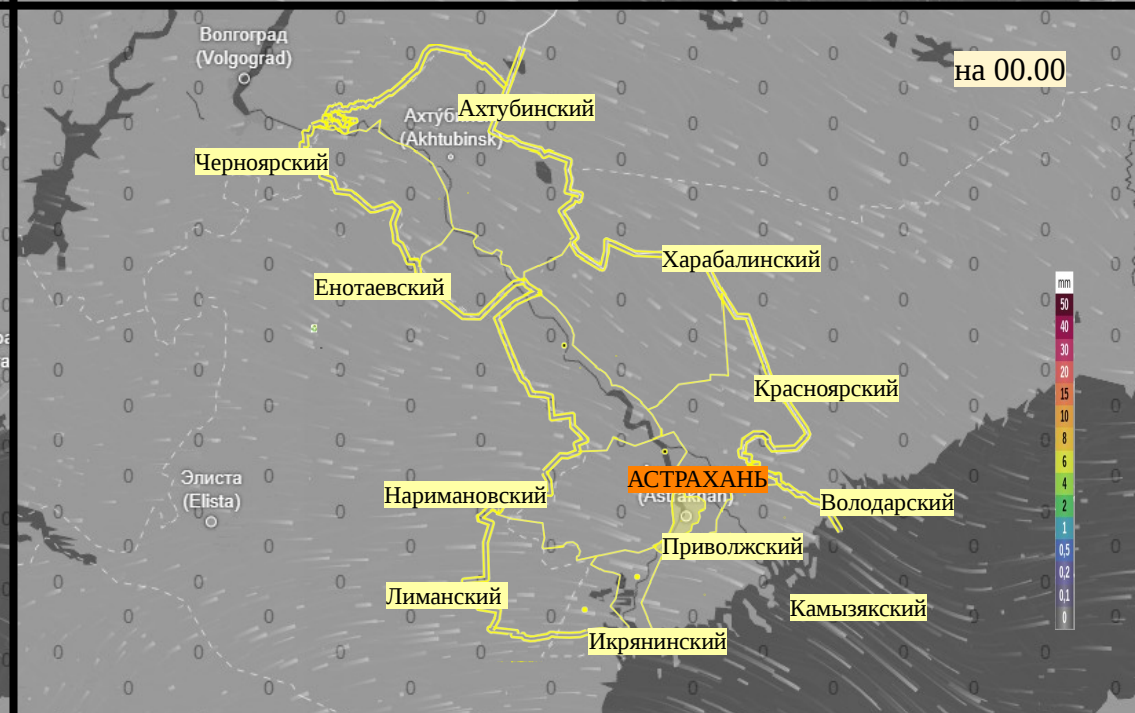 Волгоград
(Volgograd)
на 00.00
Ахтубинский
(Akhtubinsk)
Черноярский
Харабалинский
Енотаевский
mm
50
40
30
20
15
10
8
6
4
2
1
0,5
0,2
0,1
0
Красноярский
Элиста
(Elista)
АСТРАХАНЬ
(Astrakhan)
Наримановский
Володарский
Приволжский
Лиманский
Камызякский
Икрянинский